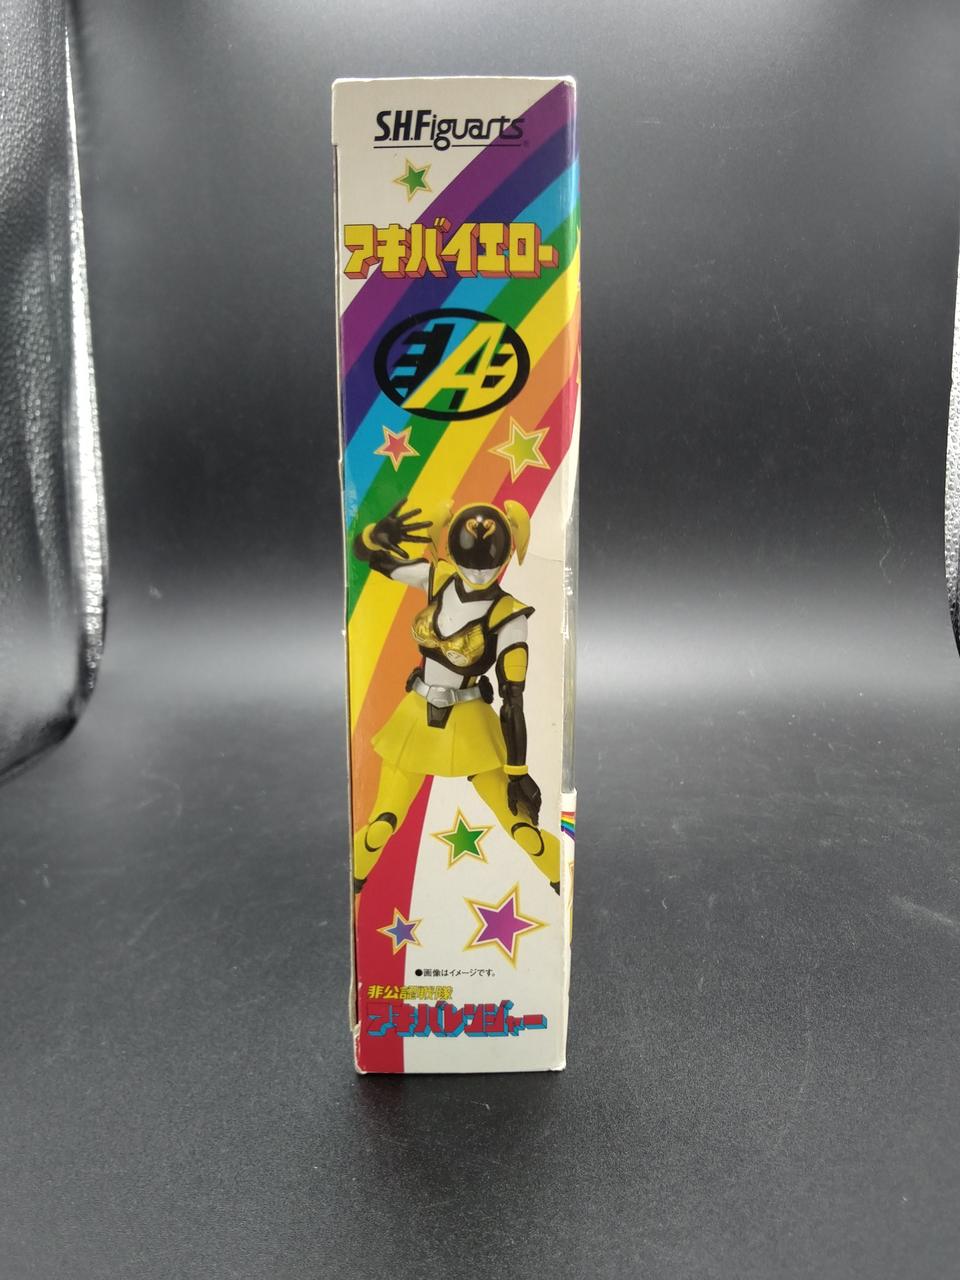 S.H.Figuarts®
アキバイエロー
A
●画像はイメージです。
非公認戦隊
アキバレンジャー